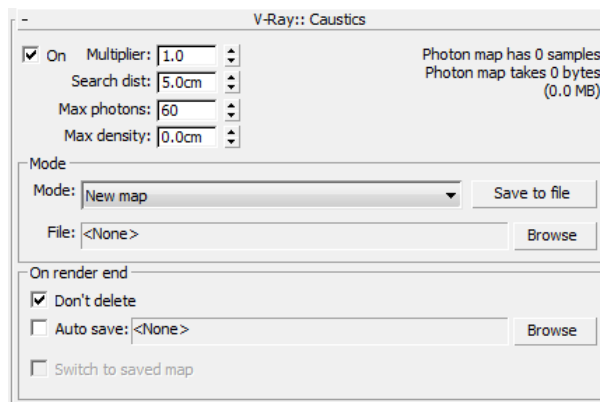 - V-Ray:: Caustics
On Multiplier: 1.0
Photon map has 0 samples
Search dist: 5.0cm
Photon map takes 0 bytes
(0.0 MB)
Max photons: 60
Max density: 0.0cm
Mode
Mode: New map Save to file
File: <None> Browse
On render end
Don't delete
Auto save: <None> Browse
Switch to saved map